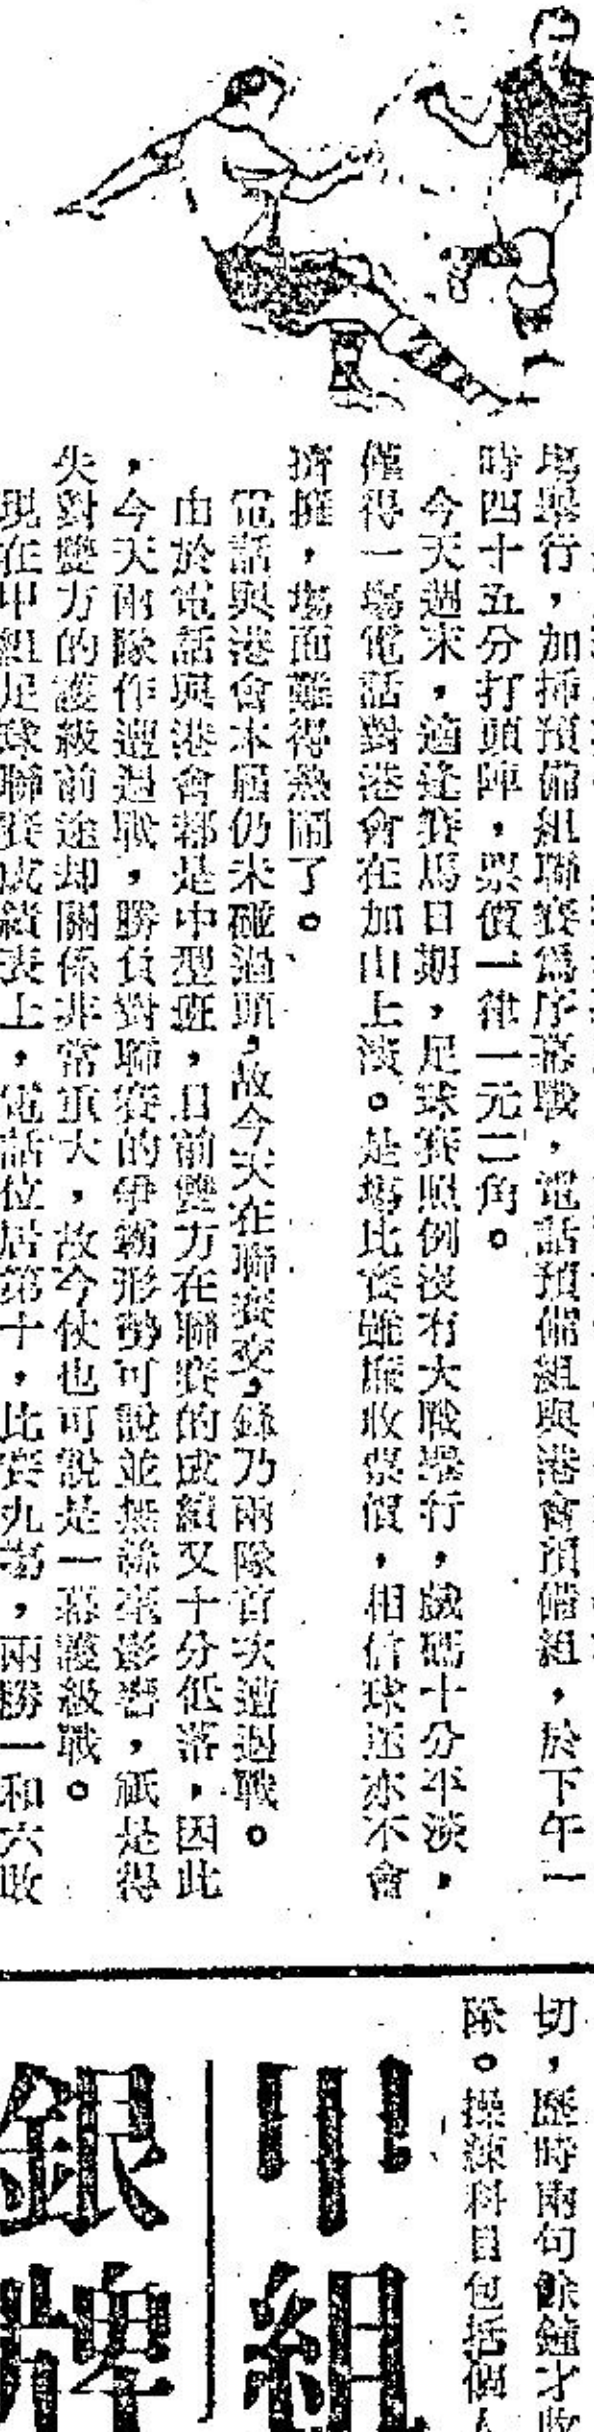 塲舉行，加插預備組聯賽爲序幕戰，電話預備組與港會預備組，於下午一
時四十五分打頭陣，票價一律一元二角。
今天週末，適逢賽馬日期，足球賽照例沒有大戰舉行，戲碼十分平淡，
僅得一塲電話對港會在加山上演。是塲比賽雖廉收票價，相信球迷亦不會
擠擁，塲面難得熱鬧了。
電話與港會本屆仍未碰過頭，故今天在聯賽交鋒，乃兩隊首次遭遇戰。
由於電話與港會都是中型班，目前雙方在聯賽的成績又十分低落，因此
，今天兩隊作遭遇戰，勝負對聯賽的爭霸形勢可說並無絲毫影響，祇是得
失對雙方的護級前途却關係非常重大，故今仗也可說是一幕護級戰。
現在甲組足球聯賽成績表上，電話位居第十，比賽九塲，兩勝一和六敗
切，歷時兩句餘鐘才收
隊。操練科目包括個人
甲組
銀牌